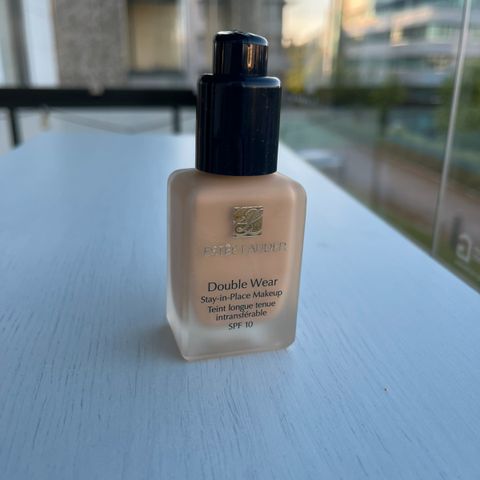 ESTĒE LAUDER
Double Wear
Stay-in-Place Makeup
Teint longue tenue
intransférable
SPF 10